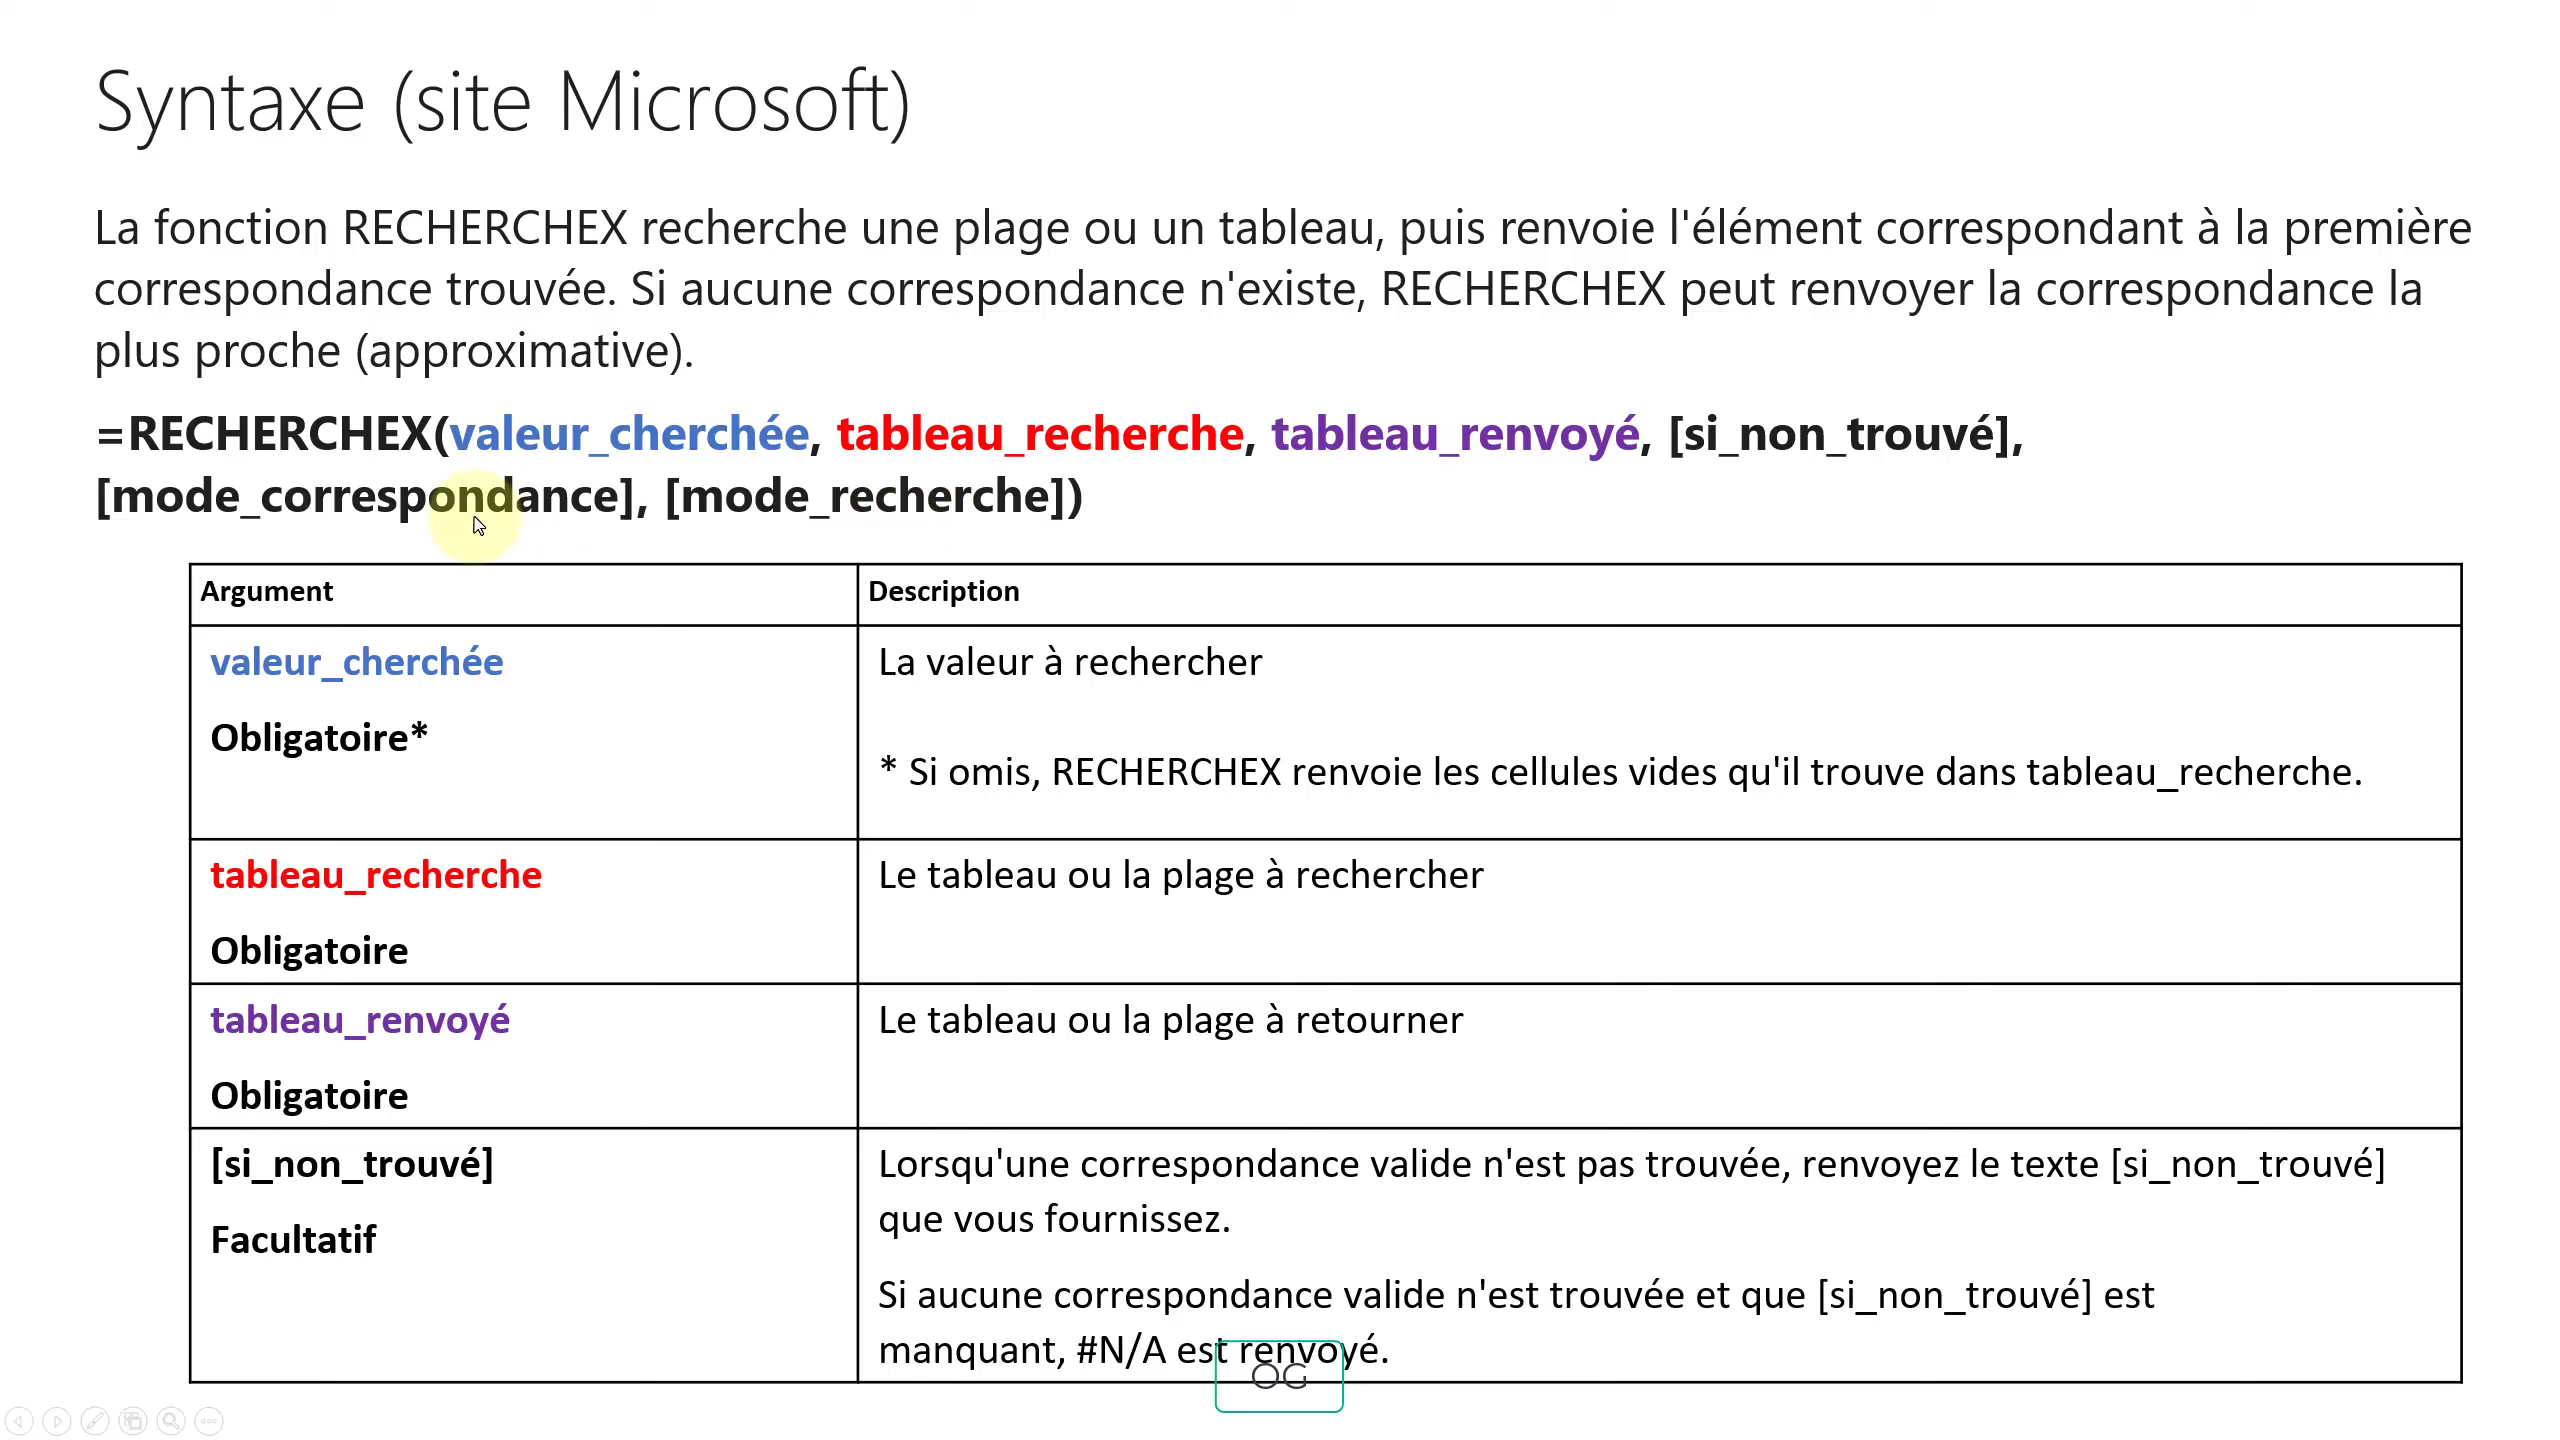 Syntaxe (site Microsoft)
La fonction RECHERCHEX recherche une plage ou un tableau, puis renvoie l'élément correspondant à la première
correspondance trouvée. Si aucune correspondance n'existe, RECHERCHEX peut renvoyer la correspondance la
plus proche (approximative).
=RECHERCHEX(valeur_cherchée, tableau_recherche, tableau_renvoyé, [si_non_trouvé],
[mode_correspondance], [mode_recherche])
Argument
Description
valeur_cherchée
Obligatoire*
La valeur à rechercher
* Si omis, RECHERCHEX renvoie les cellules vides qu'il trouve dans tableau_recherche.
tableau_recherche
Obligatoire
Le tableau ou la plage à rechercher
tableau_renvoyé
Obligatoire
Le tableau ou la plage à retourner
[si_non_trouvé]
Facultatif
Lorsqu'une correspondance valide n'est pas trouvée, renvoyez le texte [si_non_trouvé]
que vous fournissez.
Si aucune correspondance valide n'est trouvée et que [si_non_trouvé] est
manquant, #N/A est renvoyé.
OG